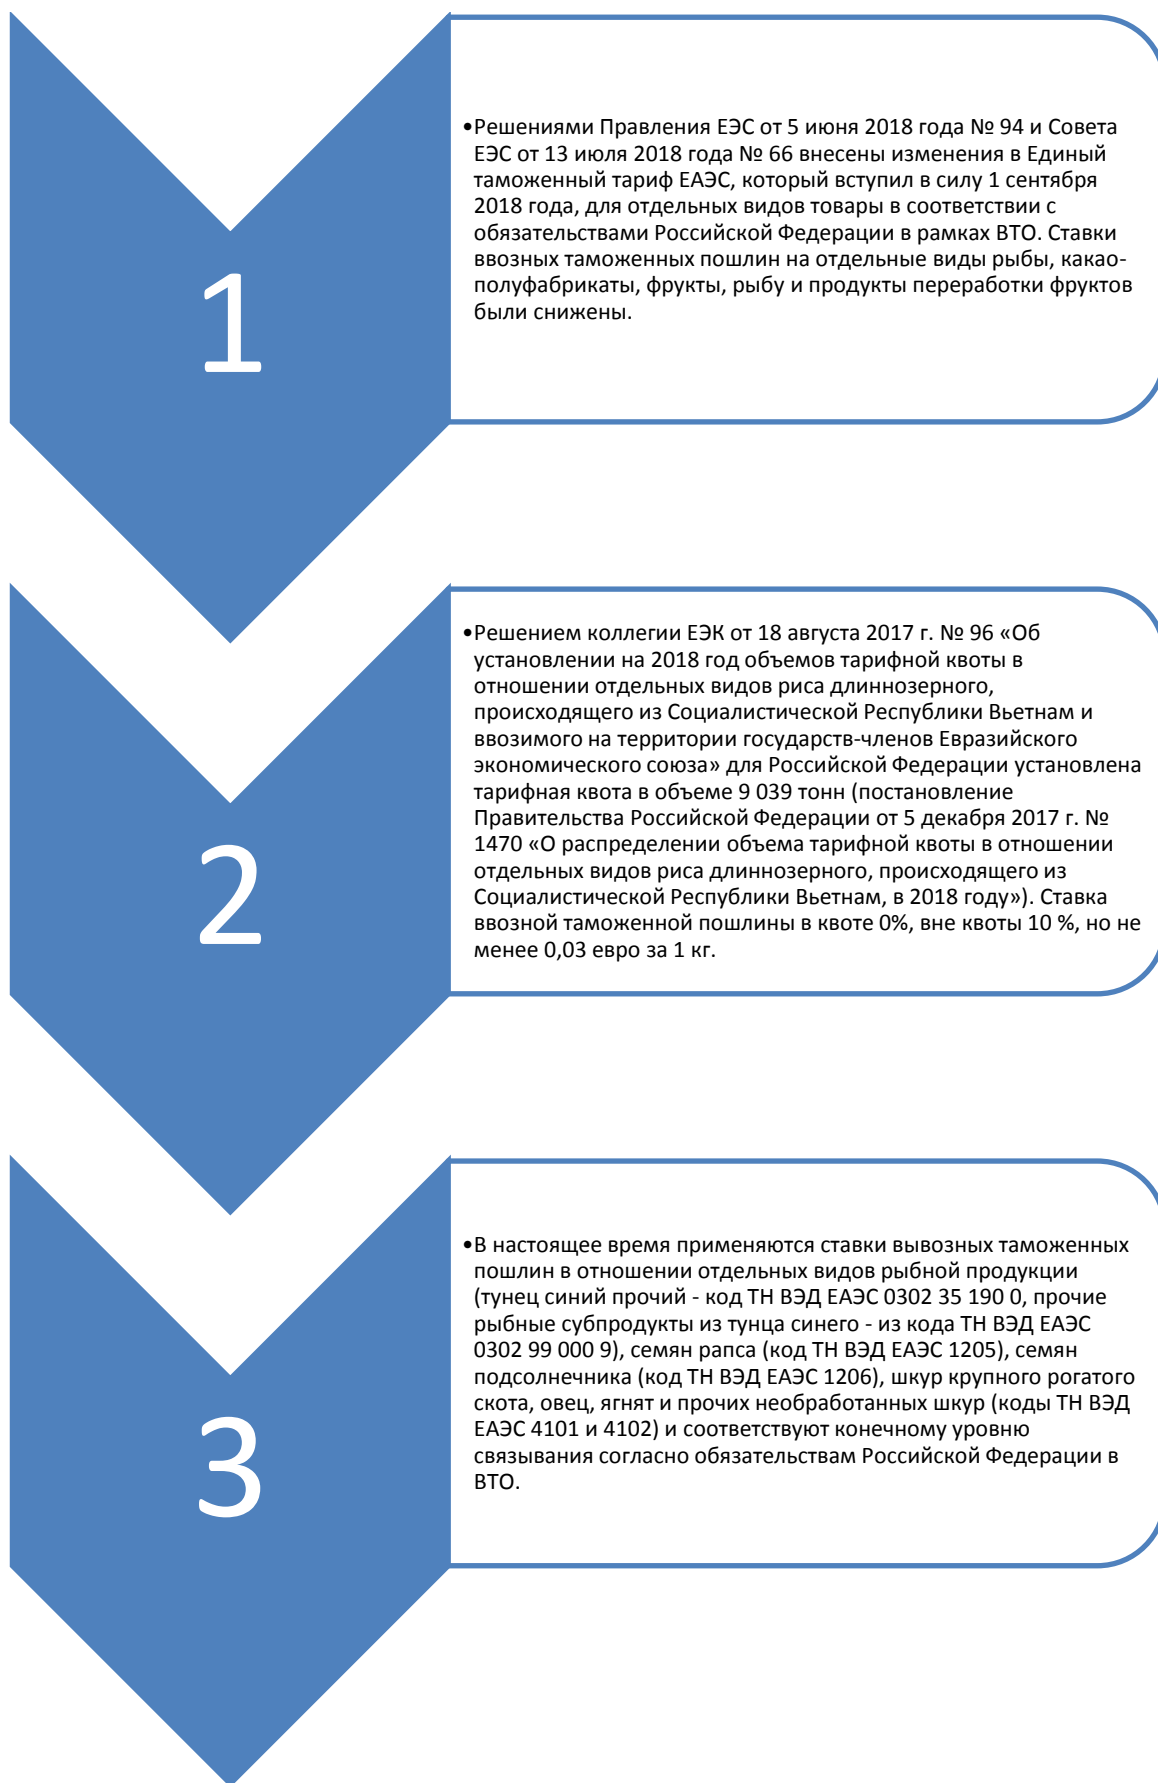 1
•Решениями Правления ЕЭС от 5 июня 2018 года № 94 и Совета
ЕЭС от 13 июля 2018 года № 66 внесены изменения в Единый
таможенный тариф ЕАЭС, который вступил в силу 1 сентября
2018 года, для отдельных видов товары в соответствии с
обязательствами Российской Федерации в рамках ВТО. Ставки
ввозных таможенных пошлин на отдельные виды рыбы, какао-
полуфабрикаты, фрукты, рыбу и продукты переработки фруктов
были снижены.
2
•Решением коллегии ЕЭК от 18 августа 2017 г. № 96 «Об
установлении на 2018 год объемов тарифной квоты в
отношении отдельных видов риса длиннозерного,
происходящего из Социалистической Республики Вьетнам и
ввозимого на территории государств-членов Евразийского
экономического союза» для Российской Федерации установлена
тарифная квота в объеме 9 039 тонн (постановление
Правительства Российской Федерации от 5 декабря 2017 г. №
1470 «О распределении объема тарифной квоты в отношении
отдельных видов риса длиннозерного, происходящего из
Социалистической Республики Вьетнам, в 2018 году»). Ставка
ввозной таможенной пошлины в квоте 0%, вне квоты 10 %, но не
менее 0,03 евро за 1 кг.
3
•В настоящее время применяются ставки вывозных таможенных
пошлин в отношении отдельных видов рыбной продукции
(тунец синий прочий - код ТН ВЭД ЕАЭС 0302 35 190 0, прочие
рыбные субпродукты из тунца синего - из кода ТН ВЭД ЕАЭС
0302 99 000 9), семян рапса (код ТН ВЭД ЕАЭС 1205), семян
подсолнечника (код ТН ВЭД ЕАЭС 1206), шкур крупного рогатого
скота, овец, ягнят и прочих необработанных шкур (коды ТН ВЭД
ЕАЭС 4101 и 4102) и соответствуют конечному уровню
связывания согласно обязательствам Российской Федерации в
ВТО.